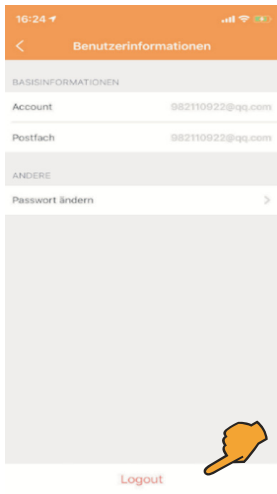 16:24
Benutzerinformationen
BASISINFORMATIONEN
Account 982110922@qq.com
Postfach 982110922@qq.com
ANDERE
Passwort ändern
Logout